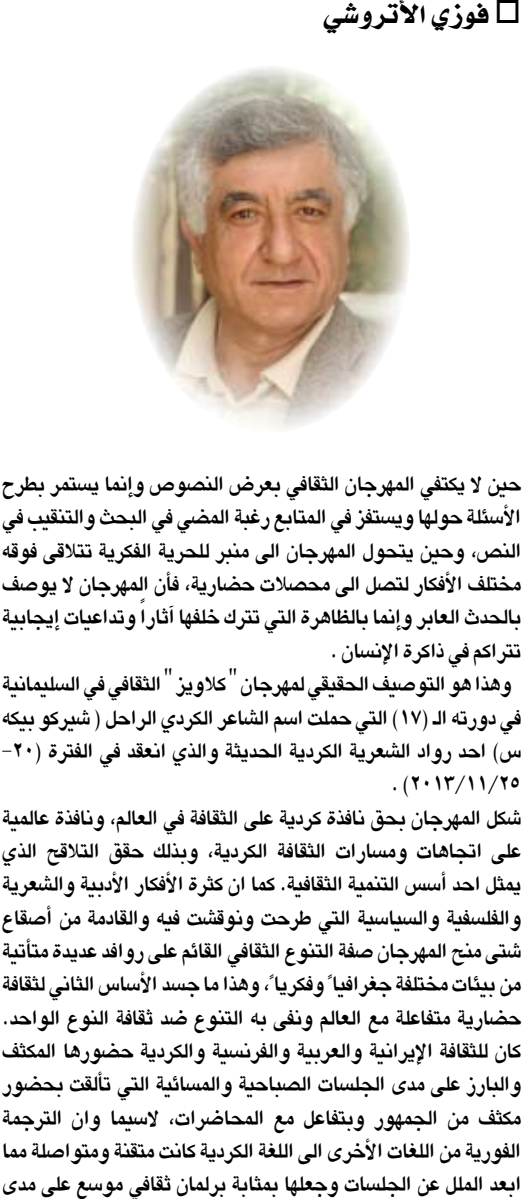 □ فوزي الأتروشي
حين لا يكتفي المهرجان الثقافي بعرض النصوص وإنما يستمر بطرح
الأسئلة حولها ويستفز في المتابع رغبة المضي في البحث والتنقيب في
النص، وحين يتحول المهرجان الى منبر للحرية الفكرية تتلاقى فوقه
مختلف الأفكار لتصل الى محصلات حضارية، فأن المهرجان لا يوصف
بالحدث العابر وإنما بالظاهرة التي تترك خلفها آثاراً وتداعيات إيجابية
تتراكم في ذاكرة الإنسان .
وهذا هو التوصيف الحقيقي لمهرجان "كلاويز " الثقافي في السليمانية
في دورته الـ (١٧) التي حملت اسم الشاعر الكردي الراحل ( شيركو بيكه
س) احد رواد الشعرية الكردية الحديثة والذي انعقد في الفترة (٢٠-
٢٠١٣/١١/٢٥) .
شكل المهرجان بحق نافذة كردية على الثقافة في العالم، ونافذة عالمية
على اتجاهات ومسارات الثقافة الكردية، وبذلك حقق التلاقح الذي
يمثل احد أسس التنمية الثقافية. كما ان كثرة الأفكار الأدبية والشعرية
والفلسفية والسياسية التي طرحت ونوقشت فيه والقادمة من أصقاع
شتى منح المهرجان صفة التنوع الثقافي القائم على روافد عديدة متأتية
من بيئات مختلفة جغرافياً وفكرياً، وهذا ما جسد الأساس الثاني لثقافة
حضارية متفاعلة مع العالم ونفى به التنوع ضد ثقافة النوع الواحد.
كان للثقافة الإيرانية والعربية والفرنسية والكردية حضورها المكثف
والبارز على مدى الجلسات الصباحية والمسائية التي تألقت بحضور
مكثف من الجمهور وبتفاعل مع المحاضرات، لاسيما وان الترجمة
الفورية من اللغات الأخرى الى اللغة الكردية كانت متقنة ومتواصلة مما
ابعد الملل عن الجلسات وجعلها بمثابة برلمان ثقافي موسع على مدى